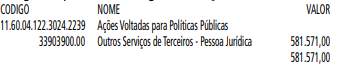 CODIGO NOME VALOR
11.60.04.122.3024.2239 Ações Voltadas para Políticas Públicas
33903900.00 Outros Serviços de Terceiros - Pessoa Jurídica 581.571,00
581.571,00